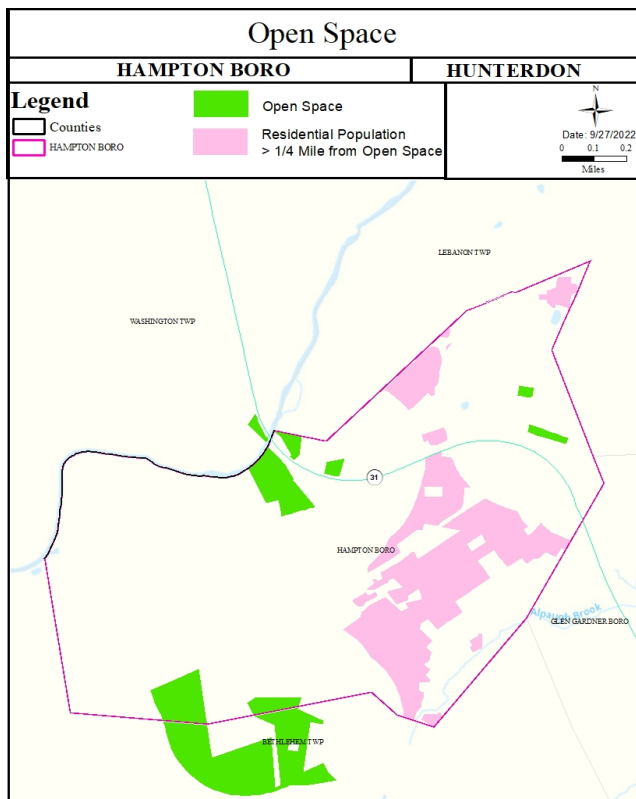 Open Space
HAMPTON BORO
HUNTERDON
Legend
Counties
HAMPTON BORO
Open Space
Residential Population
> 1/4 Mile from Open Space
N
Date: 9/27/2022
0 0.1 0.2
Miles
LEBANON TWP
WASHINGTON TWP
31
HAMPTON BORO
Alpaugh Brook
GLEN GARDNER BORO
BETHLEHEM TWP